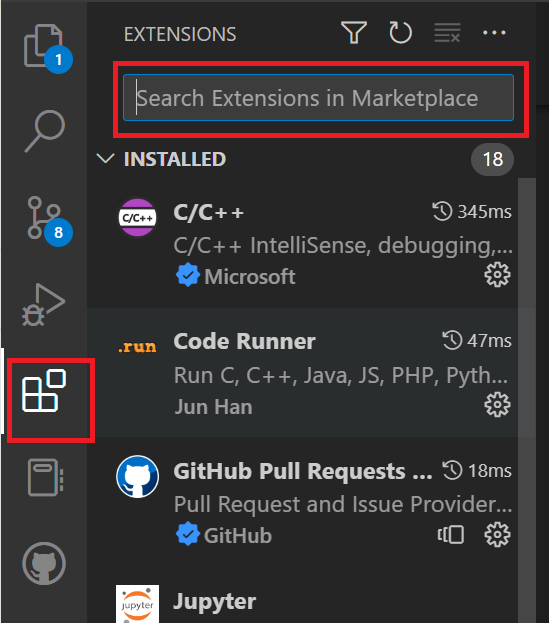 EXTENSIONS
1
Search Extensions in Marketplace
INSTALLED 18
C/C++
C/C++ 345ms
C/C++ IntelliSense, debugging,...
Microsoft
8
.run
Code Runner 47ms
Run C, C++, Java, JS, PHP, Pyth...
Jun Han
GitHub Pull Requests ... 18ms
Pull Request and Issue Provider...
GitHub
jupyter
Jupyter